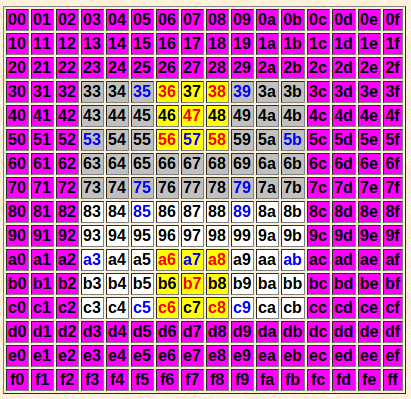 00 01 02 03 04 05 06 07 08 09 0a 0b 0c 0d 0e 0f
10 11 12 13 14 15 16 17 18 19 1a 1b 1c 1d 1e 1f
20 21 22 23 24 25 26 27 28 29 2a 2b 2c 2d 2e 2f
30 31 32 33 34 35 36 37 38 39 3a 3b 3c 3d 3e 3f
40 41 42 43 44 45 46 47 48 49 4a 4b 4c 4d 4e 4f
50 51 52 53 54 55 56 57 58 59 5a 5b 5c 5d 5e 5f
60 61 62 63 64 65 66 67 68 69 6a 6b 6c 6d 6e 6f
70 71 72 73 74 75 76 77 78 79 7a 7b 7c 7d 7e 7f
80 81 82 83 84 85 86 87 88 89 8a 8b 8c 8d 8e 8f
90 91 92 93 94 95 96 97 98 99 9a 9b 9c 9d 9e 9f
a0 a1 a2 a3 a4 a5 a6 a7 a8 a9 aa ab ac ad ae af
b0 b1 b2 b3 b4 b5 b6 b7 b8 b9 ba bb bc bd be bf
c0 c1 c2 c3 c4 c5 c6 c7 c8 c9 ca cb cc cd ce cf
d0 d1 d2 d3 d4 d5 d6 d7 d8 d9 da db dc dd de df
e0 e1 e2 e3 e4 e5 e6 e7 e8 e9 ea eb ec ed ee ef
f0 f1 f2 f3 f4 f5 f6 f7 f8 f9 fa fb fc fd fe ff